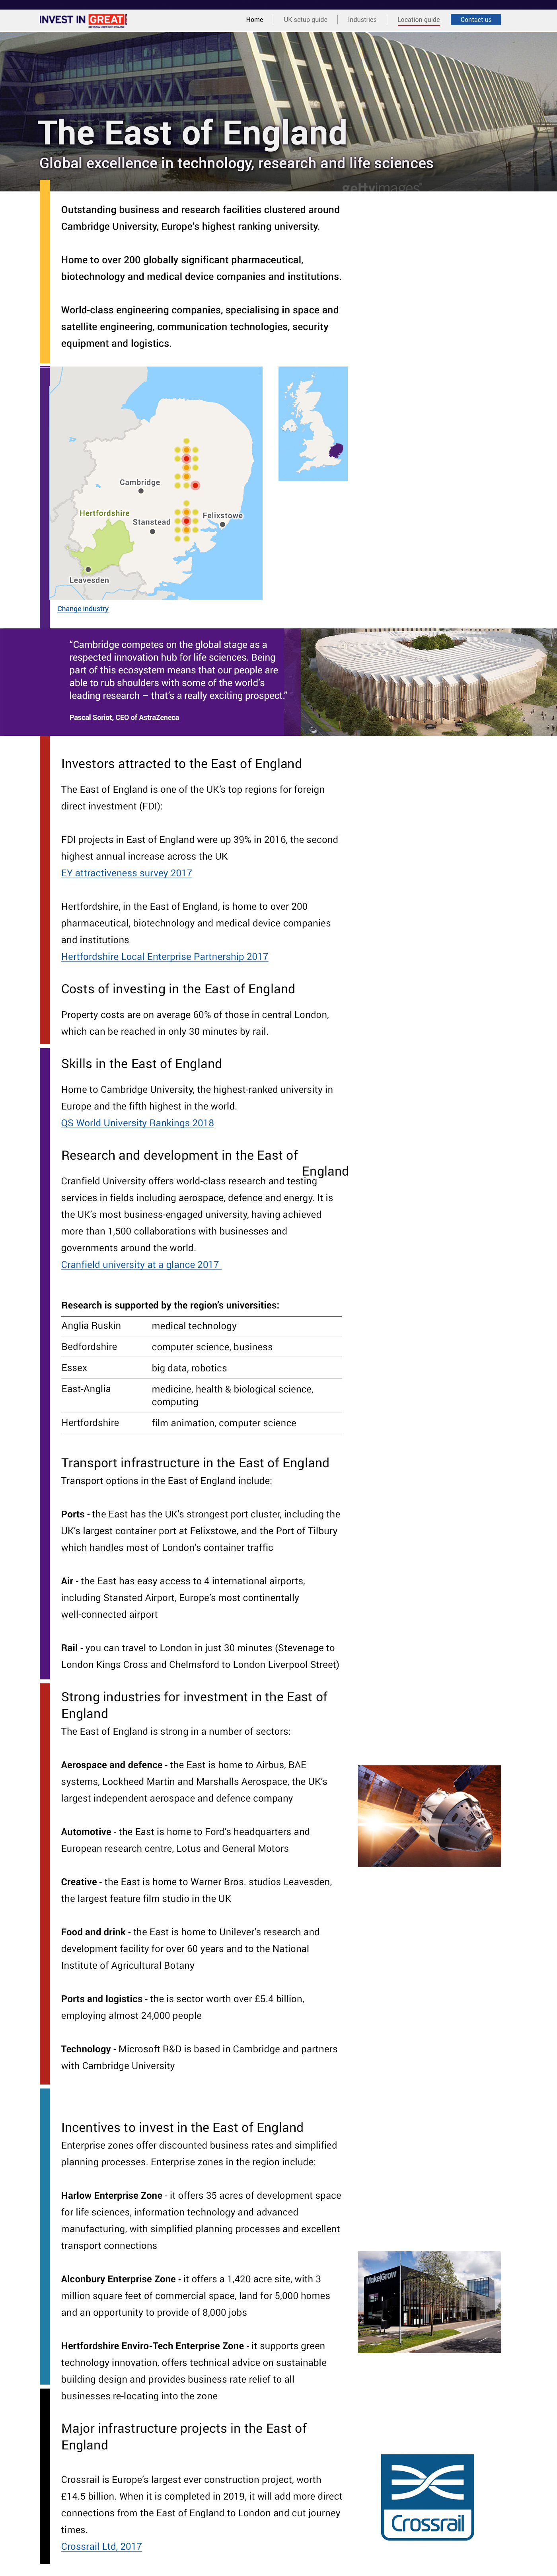 INVEST IN GREAT
Home
UK setup guide
Industries
Location guide
Contact us
The East of England
Global excellence in technology, research and life sciences
gettyimages
Outstanding business and research facilities clustered around
Cambridge University, Europe's highest ranking university.
Home to over 200 globally significant pharmaceutical,
biotechnology and medical device companies and institutions.
World-class engineering companies, specialising in space and
satellite engineering, communication technologies, security
equipment and logistics.
Cambridge
Hertfordshire
Stanstead
Felixstowe
Leavesden
Change industry
“Cambridge competes on the global stage as a
respected innovation hub for life sciences. Being
part of this ecosystem means that our people are
able to rub shoulders with some of the world's
leading research – that's a really exciting prospect.”
Pascal Soriot, CEO of AstraZeneca
Investors attracted to the East of England
The East of England is one of the UK's top regions for foreign
direct investment (FDI):
FDI projects in East of England were up 39% in 2016, the second
highest annual increase across the UK
EY attractiveness survey 2017
Hertfordshire, in the East of England, is home to over 200
pharmaceutical, biotechnology and medical device companies
and institutions
Hertfordshire Local Enterprise Partnership 2017
Costs of investing in the East of England
Property costs are on average 60% of those in central London,
which can be reached in only 30 minutes by rail.
Skills in the East of England
Home to Cambridge University, the highest-ranked university in
Europe and the fifth highest in the world.
QS World University Rankings 2018
Research and development in the East of
England
Cranfield University offers world-class research and testing
services in fields including aerospace, defence and energy. It is
the UK's most business-engaged university, having achieved
more than 1,500 collaborations with businesses and
governments around the world.
Cranfield university at a glance 2017
Research is supported by the region's universities:
Anglia Ruskin medical technology
Bedfordshire computer science, business
Essex big data, robotics
East-Anglia medicine, health & biological science,
computing
Hertfordshire film animation, computer science
Transport infrastructure in the East of England
Transport options in the East of England include:
Ports - the East has the UK's strongest port cluster, including the
UK's largest container port at Felixstowe, and the Port of Tilbury
which handles most of London's container traffic
Air - the East has easy access to 4 international airports,
including Stansted Airport, Europe's most continentally
well-connected airport
Rail - you can travel to London in just 30 minutes (Stevenage to
London Kings Cross and Chelmsford to London Liverpool Street)
Strong industries for investment in the East of
England
The East of England is strong in a number of sectors:
Aerospace and defence - the East is home to Airbus, BAE
systems, Lockheed Martin and Marshalls Aerospace, the UK's
largest independent aerospace and defence company
Automotive - the East is home to Ford's headquarters and
European research centre, Lotus and General Motors
Creative - the East is home to Warner Bros. studios Leavesden,
the largest feature film studio in the UK
Food and drink - the East is home to Unilever's research and
development facility for over 60 years and to the National
Institute of Agricultural Botany
Ports and logistics - the is sector worth over £5.4 billion,
employing almost 24,000 people
Technology - Microsoft R&D is based in Cambridge and partners
with Cambridge University
Incentives to invest in the East of England
Enterprise zones offer discounted business rates and simplified
planning processes. Enterprise zones in the region include:
Harlow Enterprise Zone - it offers 35 acres of development space
for life sciences, information technology and advanced
manufacturing, with simplified planning processes and excellent
transport connections
Alconbury Enterprise Zone - it offers a 1,420 acre site, with 3
million square feet of commercial space, land for 5,000 homes
and an opportunity to provide of 8,000 jobs
Make|Grow
Hertfordshire Enviro-Tech Enterprise Zone - it supports green
technology innovation, offers technical advice on sustainable
building design and provides business rate relief to all
businesses re-locating into the zone
Major infrastructure projects in the East of
England
Crossrail is Europe's largest ever construction project, worth
£14.5 billion. When it is completed in 2019, it will add more direct
connections from the East of England to London and cut journey
times.
Crossrail Ltd, 2017
Crossrail